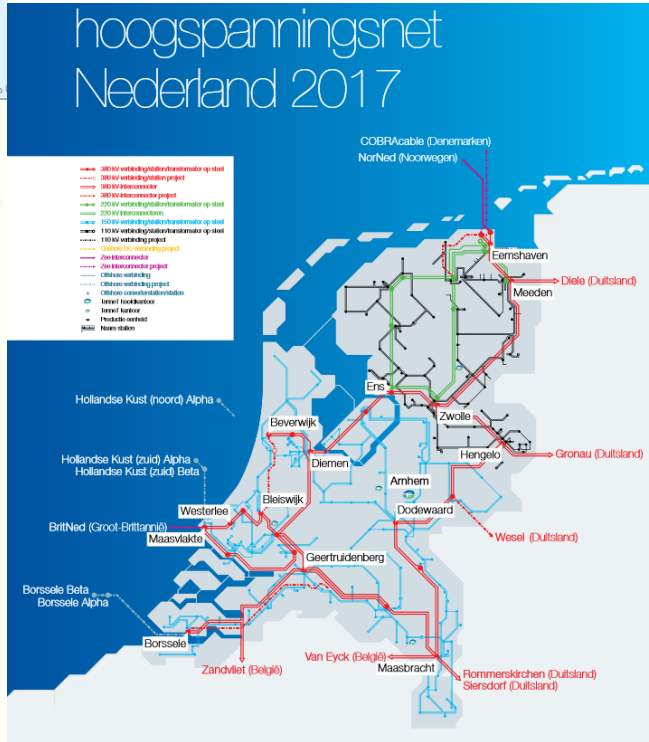 hoogspanningsnet
Nederland 2017
COBRAcable (Denemarken)
NorNed (Noorwegen)
380 kV-verbinding/station/transformator op steel
380 kV-verbinding/station project
380 kV-interconnector
380 kV-interconnector project
220 kV-verbinding/station/transformator op steel
220 kV-interconnectoren
150 kV-verbinding/station/transformator op steel
110 kV-verbinding/station/transformator op steel
110 kV-verbinding project
Onshore DC-verbinding project
Zee interconnector
Zee interconnector project
Offshore verbinding
Offshore verbinding project
Offshore converterstation/station
TenneT hoofdkantoor
TenneT kantoor
Productie eenheid
Naam station
Eemshaven
Diele (Duitsland)
Meeden
Ens
Hollandse Kust (noord) Alpha
Zwolle
Beverwijk
Hengelo
Gronau (Duitsland)
Diemen
Hollandse Kust (zuid) Alpha
Hollandse Kust (zuid) Beta
Arnhem
Bleiswijk
Westerlee
Dodewaard
BritNed (Groot-Brittannië)
Maasvlakte
Wesel (Duitsland)
Geertruidenberg
Borssele Beta
Borssele Alpha
Borssele
Van Eyck (België)
Zandvliet (België)
Maasbracht
Rommerskirchen (Duitsland)
Siersdorf (Duitsland)